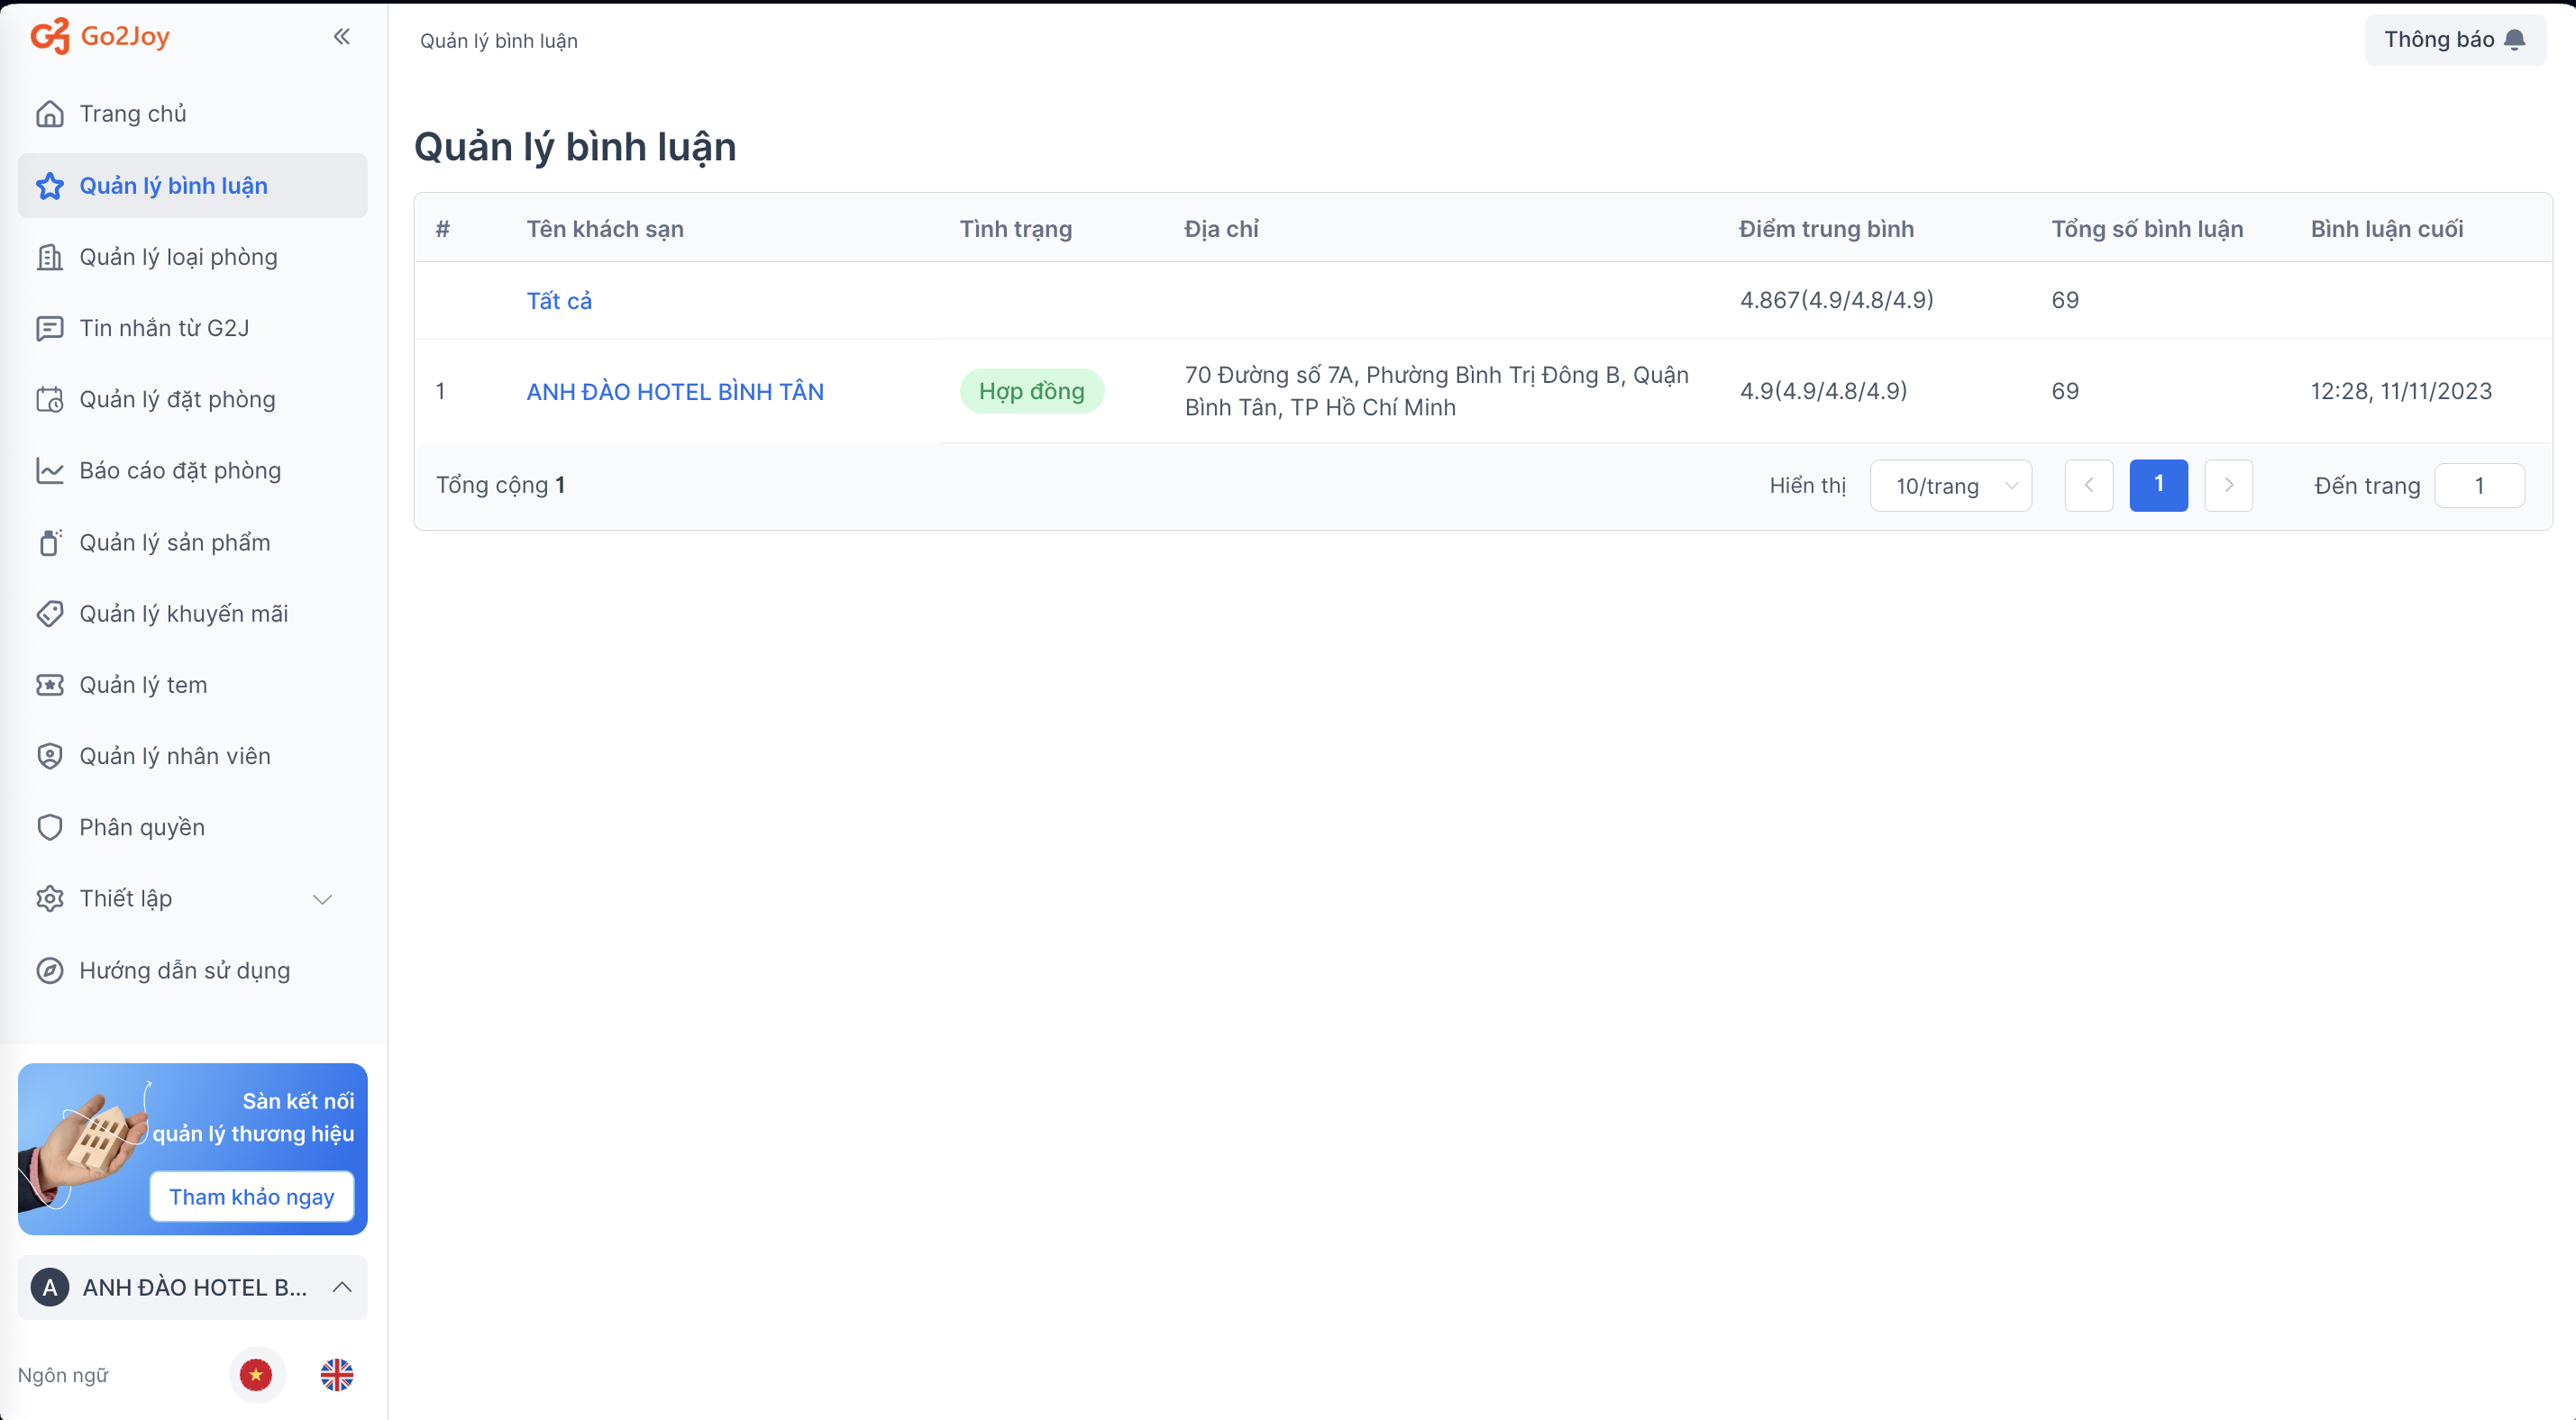 Go2Joy
Trang chủ
Quản lý bình luận
Quản lý loại phòng
Tin nhắn từ G2J
Quản lý đặt phòng
Báo cáo đặt phòng
Quản lý sản phẩm
Quản lý khuyến mãi
Quản lý tem
Quản lý nhân viên
Phân quyền
Thiết lập
Hướng dẫn sử dụng
Sàn kết nối
quản lý thương hiệu
Tham khảo ngay
A ANH ĐÀO HOTEL B...
Ngôn ngữ
Quản lý bình luận
Thông báo
Quản lý bình luận
# Tên khách sạn Tình trạng Địa chỉ Điểm trung bình Tổng số bình luận Bình luận cuối
Tất cả 4.867(4.9/4.8/4.9) 69
1 ANH ĐÀO HOTEL BÌNH TÂN Hợp đồng 70 Đường số 7A, Phường Bình Trị Đông B, Quận
Bình Tân, TP Hồ Chí Minh 4.9(4.9/4.8/4.9) 69 12:28, 11/11/2023
Tổng cộng 1 Hiển thị 10/trang 1 Đến trang 1